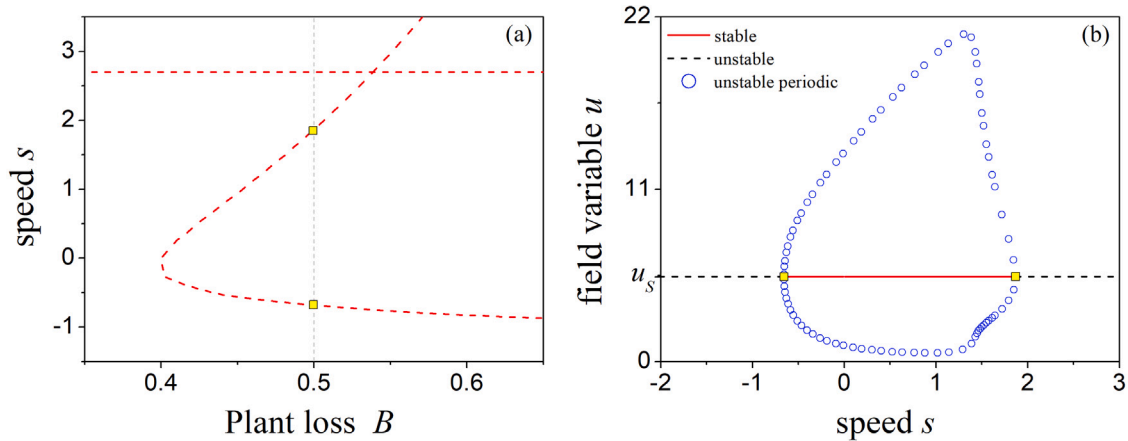 (a)
speed s
3
2
1
0
-1
0.4
0.5
0.6
Plant loss B
(b)
stable
unstable
unstable periodic
field variable u
22
11
u_S
0
-2
-1
0
1
2
3
speed s